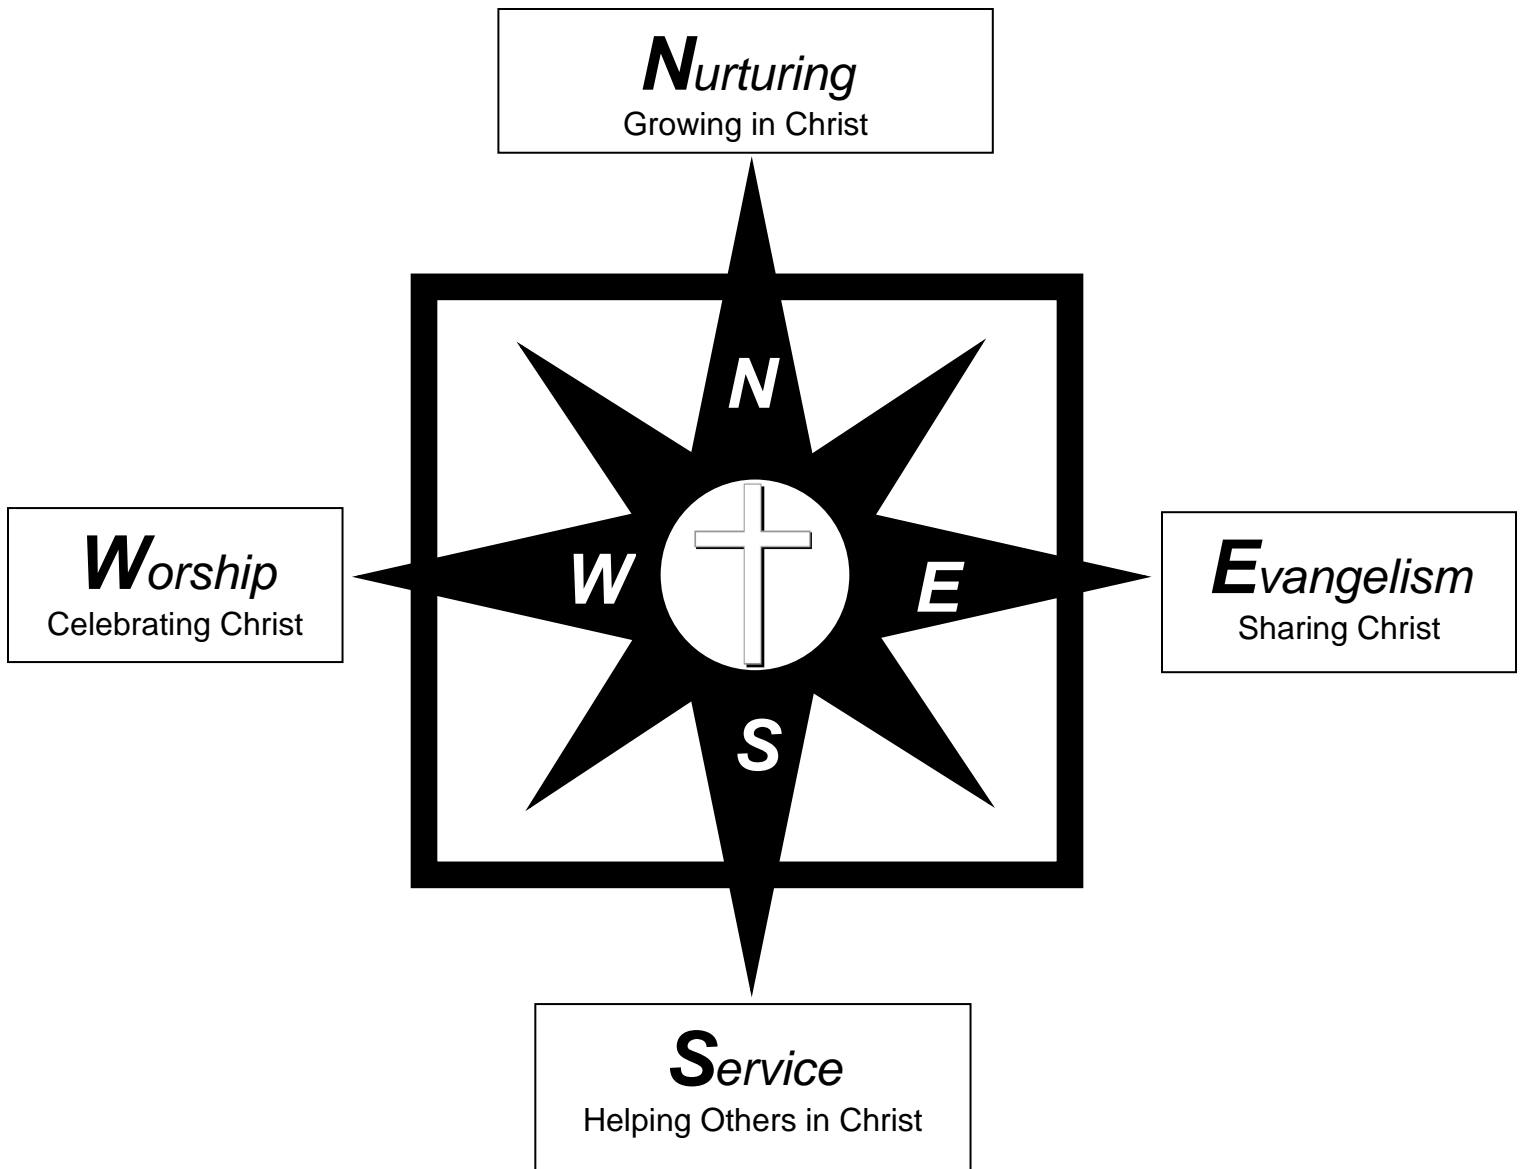 Nurturing
Growing in Christ
N
Worship
Celebrating Christ
W
E
Evangelism
Sharing Christ
S
Service
Helping Others in Christ